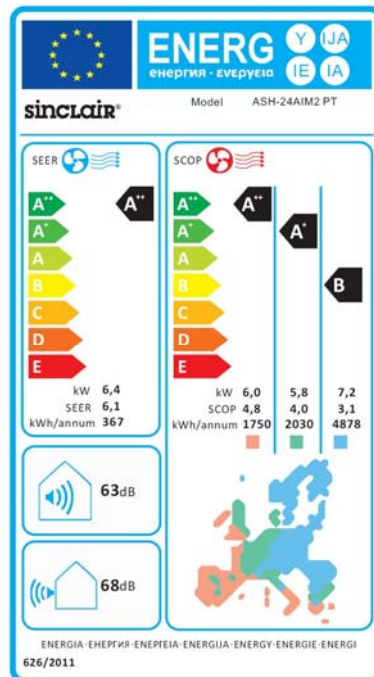 ENERG Y IJA
енергия · ενεργεια IE IA
sinclair® Model ASH-24AIM2 PT
SEER
A++ A++
A+
A
B
C
D
E
kW 6,4
SEER 6,1
kWh/annum 367
SCOP
A++ A++
A+ A+
A
B B
C
D
E
kW 6,0 5,8 7,2
SCOP 4,8 4,0 3,1
kWh/annum 1750 2030 4878
63dB
68dB
ENERGIA·ЕНЕРГИЯ·ΕΝΕΡΓΕΙΑ·ENERGIJA·ENERGY·ENERGIE·ENERGI
626/2011